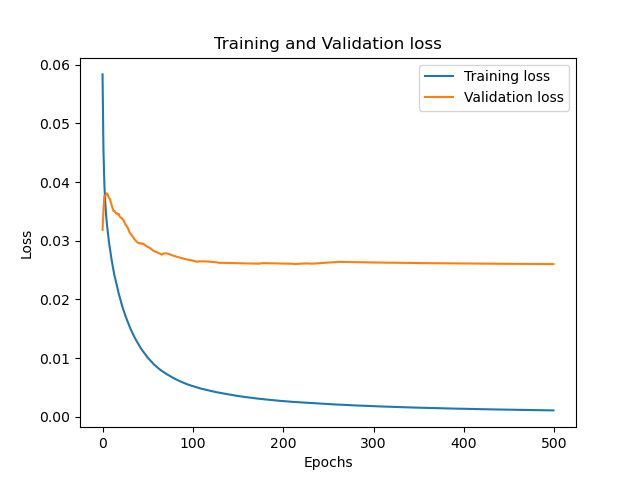 Training and Validation loss
Training loss
Validation loss
0.06
0.05
0.04
0.03
0.02
0.01
0.00
Loss
0 100 200 300 400 500
Epochs